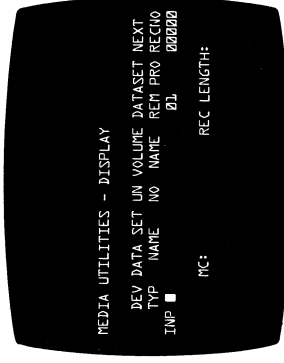 MEDIA UTILITIES - DISPLAY
DEV DATA SET UN VOLUME DATASET NEXT
TYP NAME NO NAME REM PRO RECNO
INP 01 00000
MC: REC LENGTH: